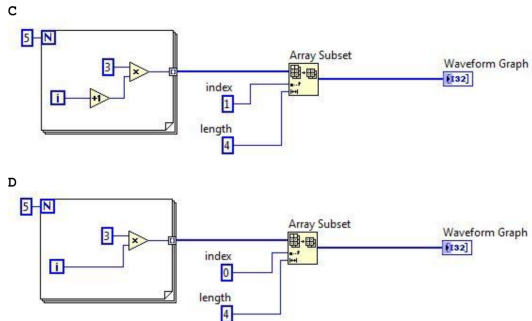 C
5 N
3 x
i +1
Array Subset
index
1
length
4
Waveform Graph
I32
D
5 N
3 x
i
Array Subset
index
0
length
4
Waveform Graph
I32